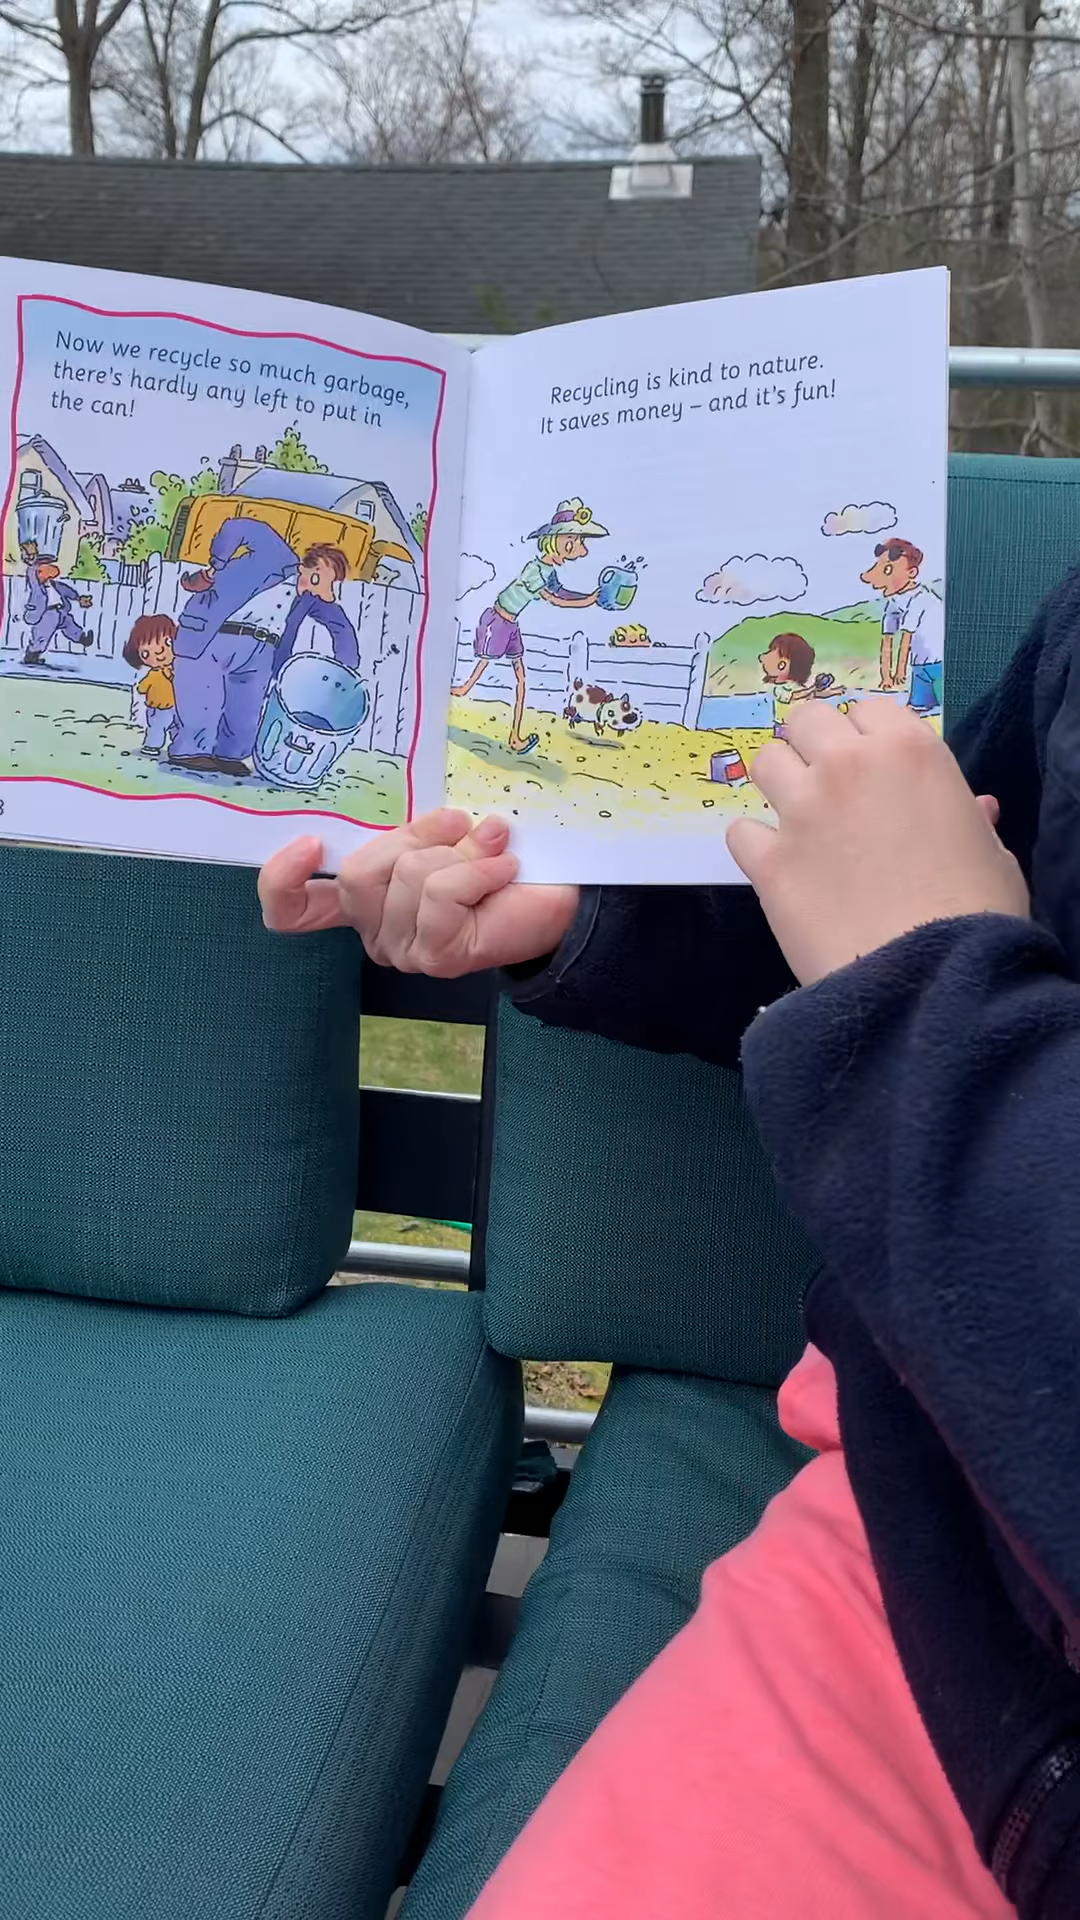 Now we recycle so much garbage,
there's hardly any left to put in
the can!
Recycling is kind to nature.
It saves money – and it's fun!